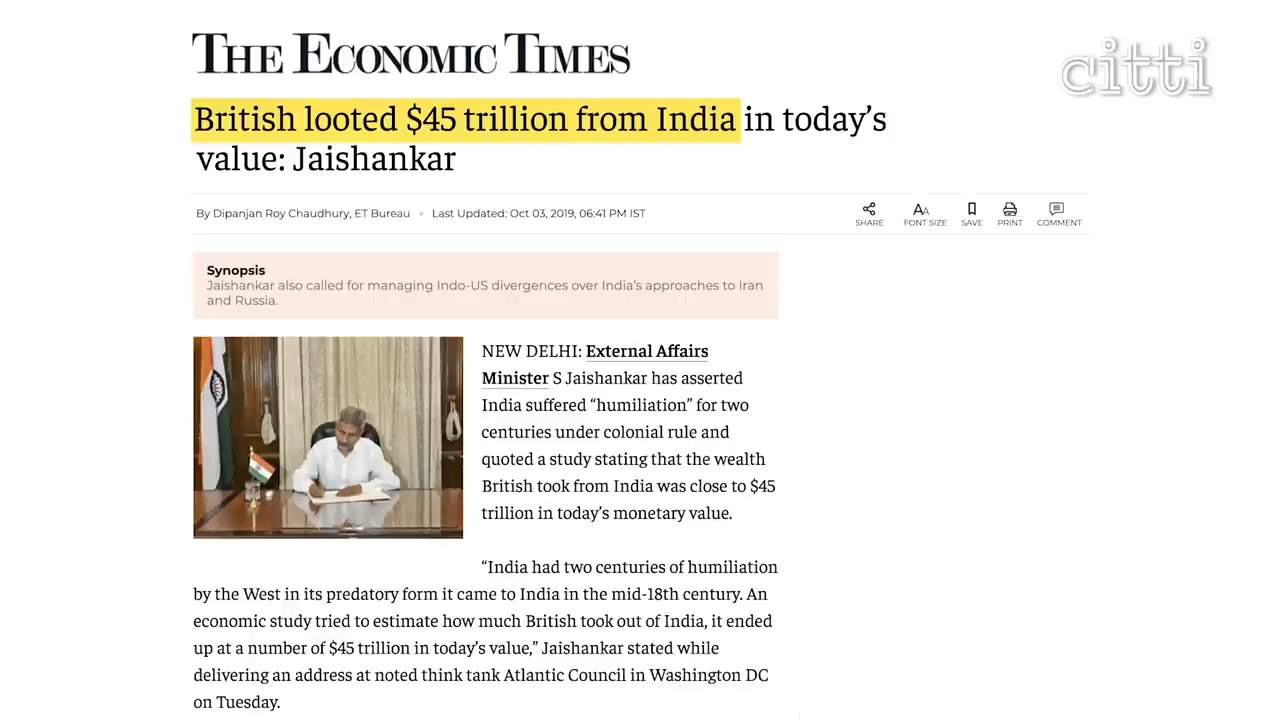 THE ECONOMIC TIMES
citti
British looted $45 trillion from India in today’s
value: Jaishankar
By Dipanjan Roy Chaudhury, ET Bureau • Last Updated: Oct 03, 2019, 06:41 PM IST
SHARE FONT SIZE SAVE PRINT COMMENT
Synopsis
Jaishankar also called for managing Indo-US divergences over India’s approaches to Iran
and Russia.
NEW DELHI: External Affairs
Minister S Jaishankar has asserted
India suffered “humiliation” for two
centuries under colonial rule and
quoted a study stating that the wealth
British took from India was close to $45
trillion in today’s monetary value.
“India had two centuries of humiliation
by the West in its predatory form it came to India in the mid-18th century. An
economic study tried to estimate how much British took out of India, it ended
up at a number of $45 trillion in today’s value,” Jaishankar stated while
delivering an address at noted think tank Atlantic Council in Washington DC
on Tuesday.